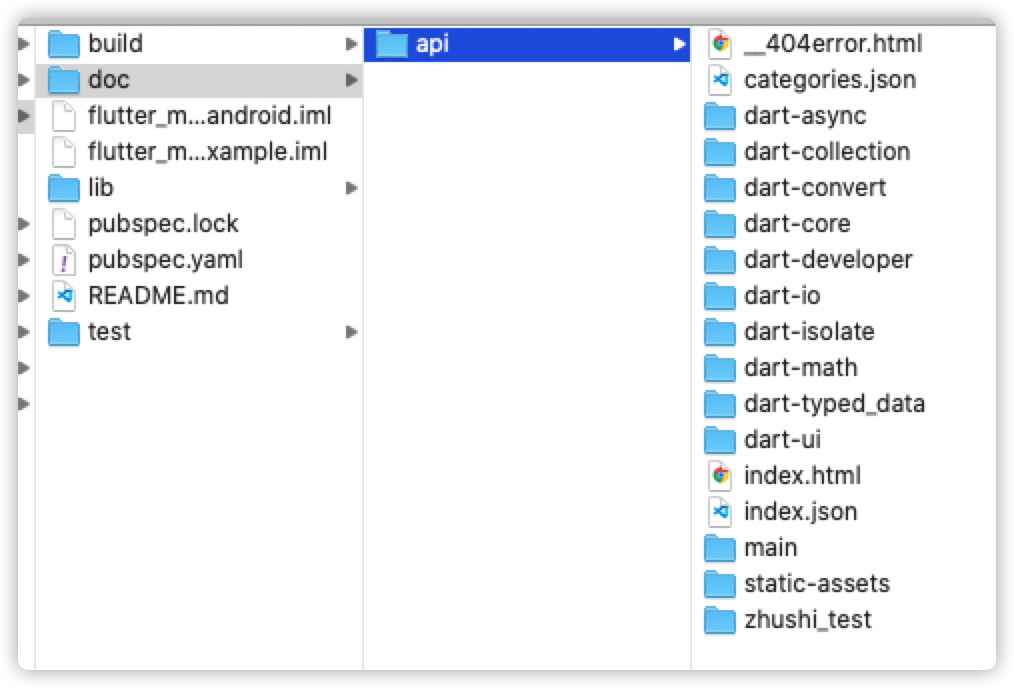 build
doc
flutter_m...android.iml
flutter_m...xample.iml
lib
pubspec.lock
pubspec.yaml
README.md
test
api
__404error.html
categories.json
dart-async
dart-collection
dart-convert
dart-core
dart-developer
dart-io
dart-isolate
dart-math
dart-typed_data
dart-ui
index.html
index.json
main
static-assets
zhushi_test